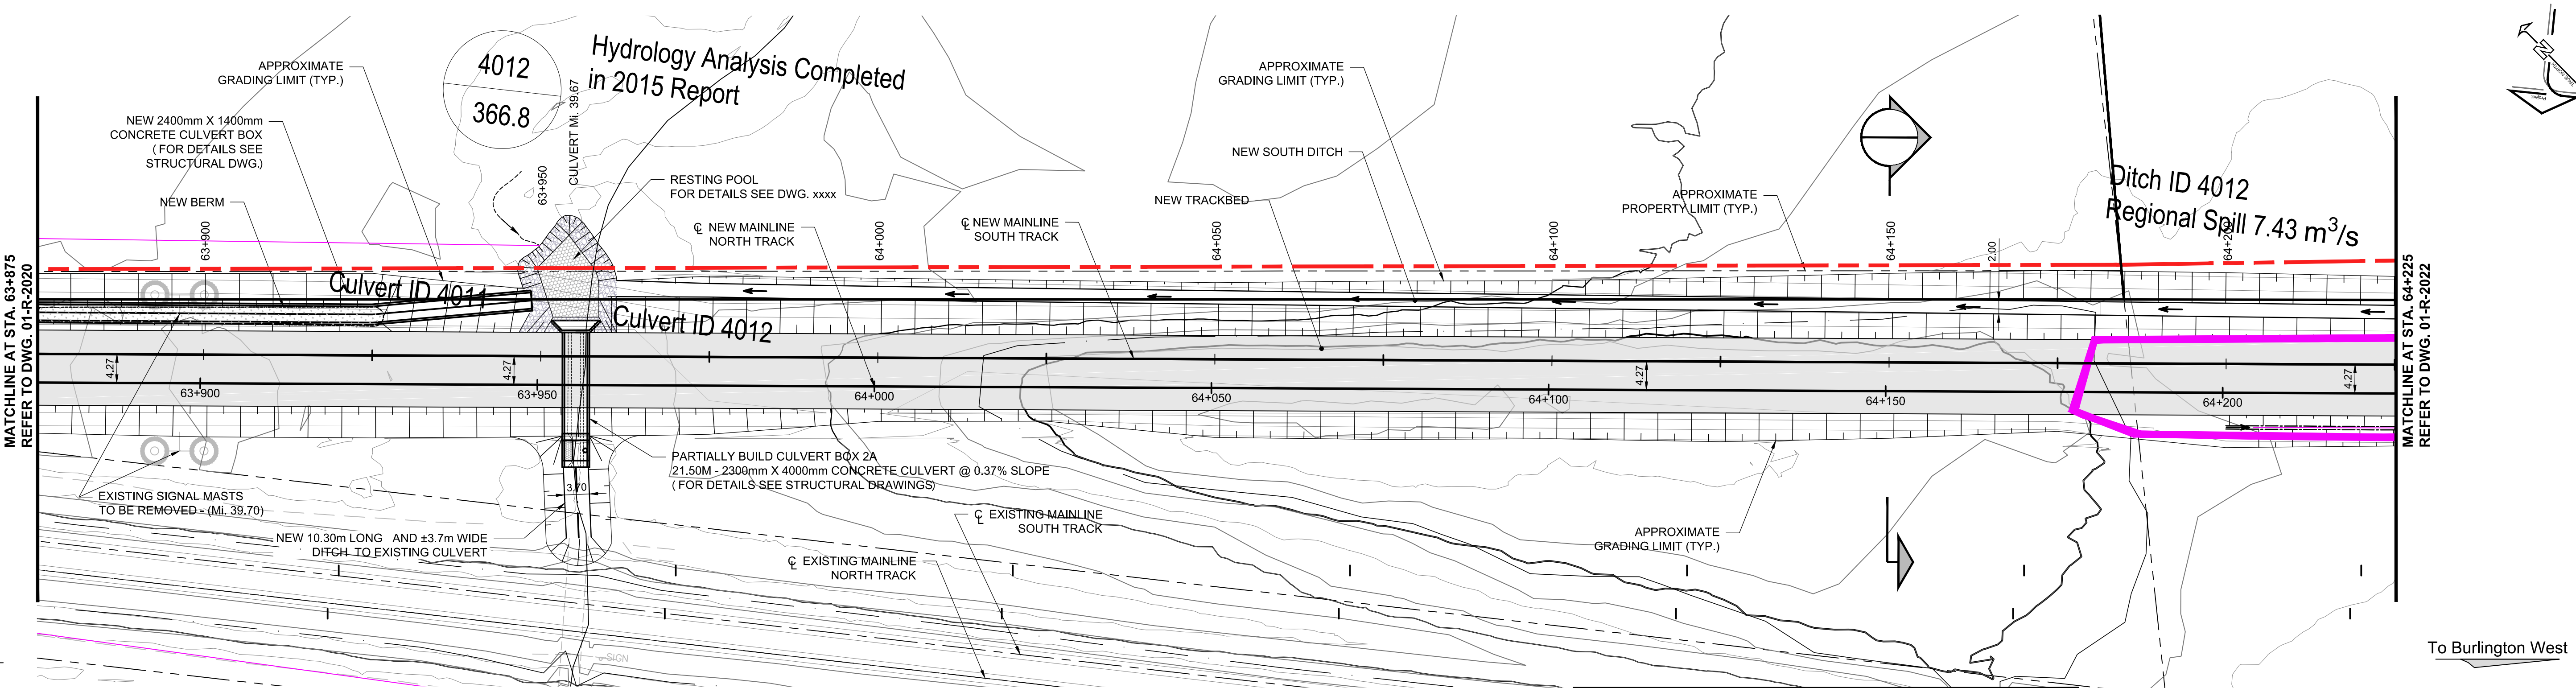 MATCHLINE AT STA. 63+875
REFER TO DWG. 01-R-2020
APPROXIMATE
GRADING LIMIT (TYP.)
NEW 2400mm X 1400mm
CONCRETE CULVERT BOX
( FOR DETAILS SEE
STRUCTURAL DWG.)
NEW BERM
4012
366.8
Hydrology Analysis Completed
in 2015 Report
CULVERT Mi. 39.67
RESTING POOL
FOR DETAILS SEE DWG. xxxx
℄ NEW MAINLINE
NORTH TRACK
℄ NEW MAINLINE
SOUTH TRACK
APPROXIMATE
GRADING LIMIT (TYP.)
NEW SOUTH DITCH
NEW TRACKBED
APPROXIMATE
PROPERTY LIMIT (TYP.)
Ditch ID 4012
Regional Spill 7.43 m³/s
63+900
63+950
64+000
64+050
64+100
64+150
64+200
2.00
Culvert ID 4011
Culvert ID 4012
4.27
4.27
4.27
4.27
63+900
63+950
64+000
64+050
64+100
64+150
64+200
PARTIALLY BUILD CULVERT BOX 2A
21.50M - 2300mm X 4000mm CONCRETE CULVERT @ 0.37% SLOPE
( FOR DETAILS SEE STRUCTURAL DRAWINGS)
3.70
EXISTING SIGNAL MASTS
TO BE REMOVED - (Mi. 39.70)
NEW 10.30m LONG AND ±3.7m WIDE
DITCH TO EXISTING CULVERT
℄ EXISTING MAINLINE
SOUTH TRACK
℄ EXISTING MAINLINE
NORTH TRACK
APPROXIMATE
GRADING LIMIT (TYP.)
SIGN
MATCHLINE AT STA. 64+225
REFER TO DWG. 01-R-2022
N
Project
To Burlington West